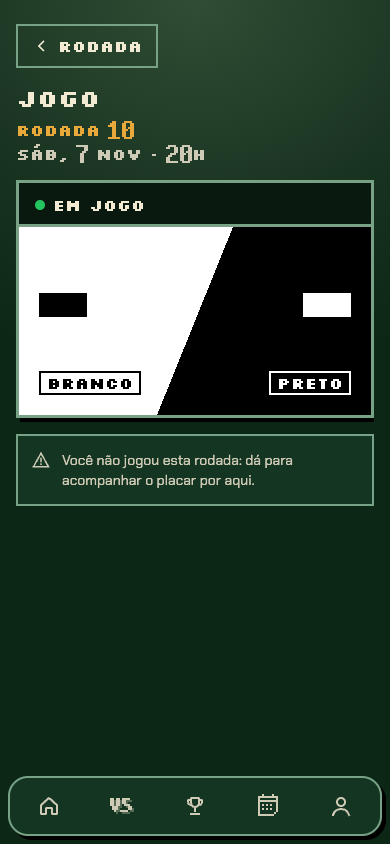 RODADA
JOGO
RODADA 10
SÁB, 7 NOV · 20H
EM JOGO
BRANCO
PRETO
Você não jogou esta rodada: dá para
acompanhar o placar por aqui.
VS